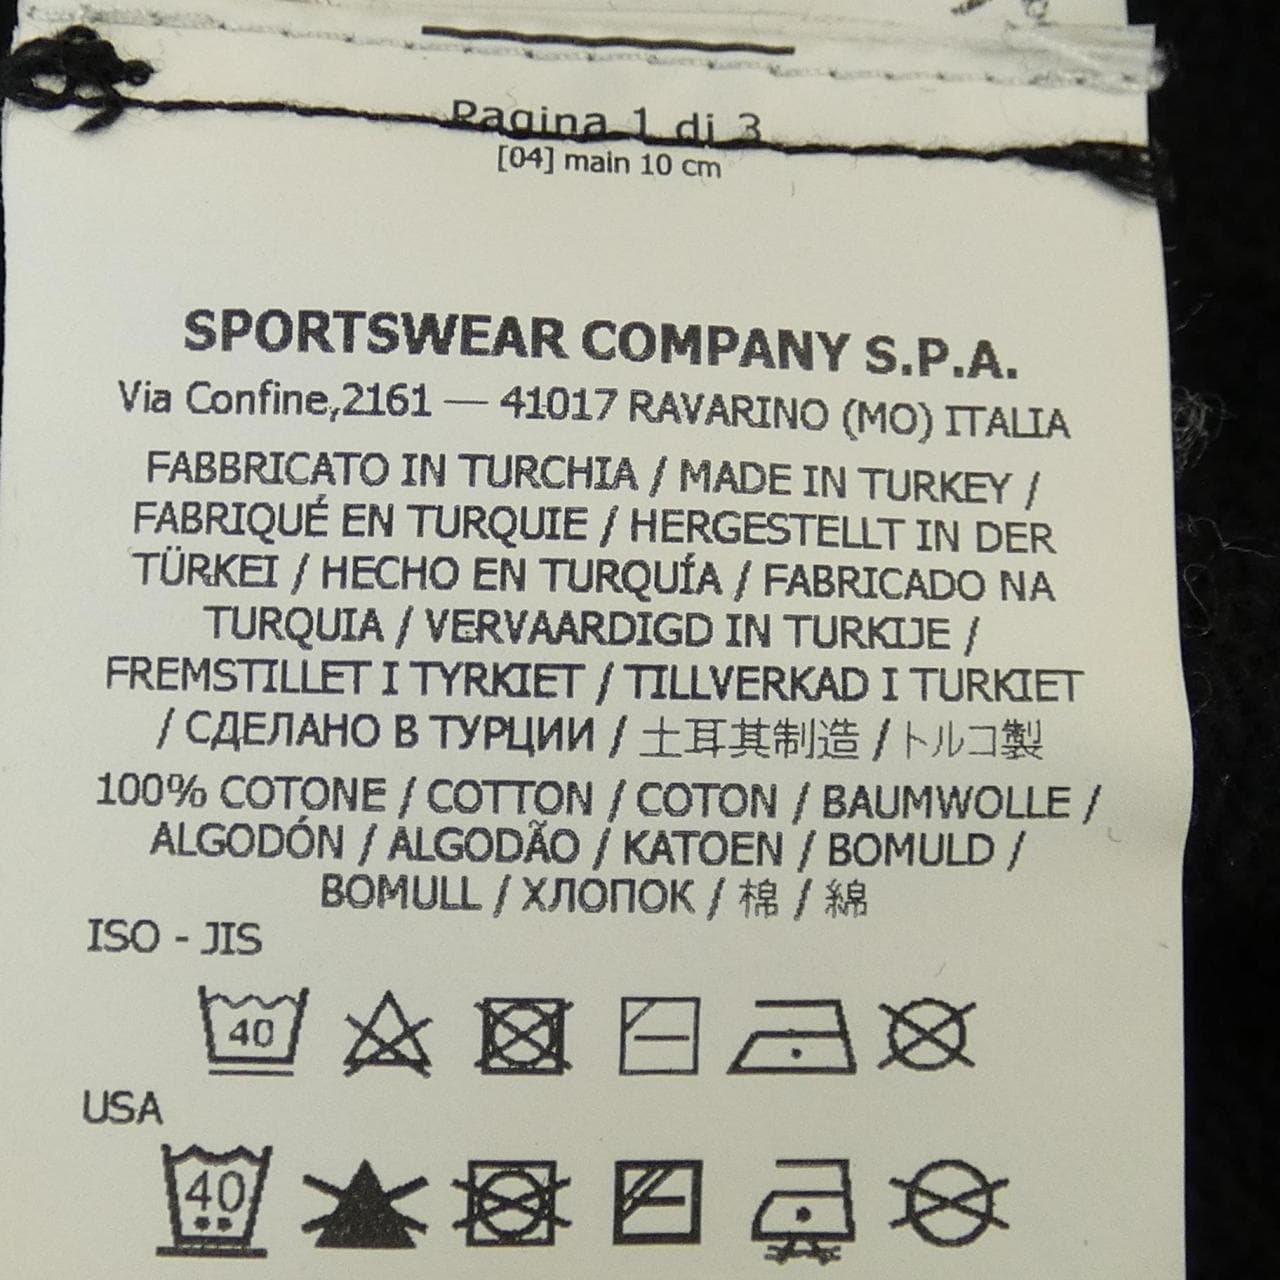 Pagina 1 di 3
[04] main 10 cm
SPORTSWEAR COMPANY S.P.A.
Via Confine,2161 — 41017 RAVARINO (MO) ITALIA
FABBRICATO IN TURCHIA / MADE IN TURKEY /
FABRIQUÉ EN TURQUIE / HERGESTELLT IN DER
TÜRKEI / HECHO EN TURQUÍA / FABRICADO NA
TURQUIA / VERVAARDIGD IN TURKIJE /
FREMSTILLET I TYRKIET / TILLVERKAD I TURKIET
/ СДЕЛАНО В ТУРЦИИ / 土耳其制造 / トルコ製
100% COTONE / COTTON / COTON / BAUMWOLLE /
ALGODÓN / ALGODÃO / KATOEN / BOMULD /
BOMULL / ХЛОПОК / 棉 / 綿
ISO - JIS
40
USA
40